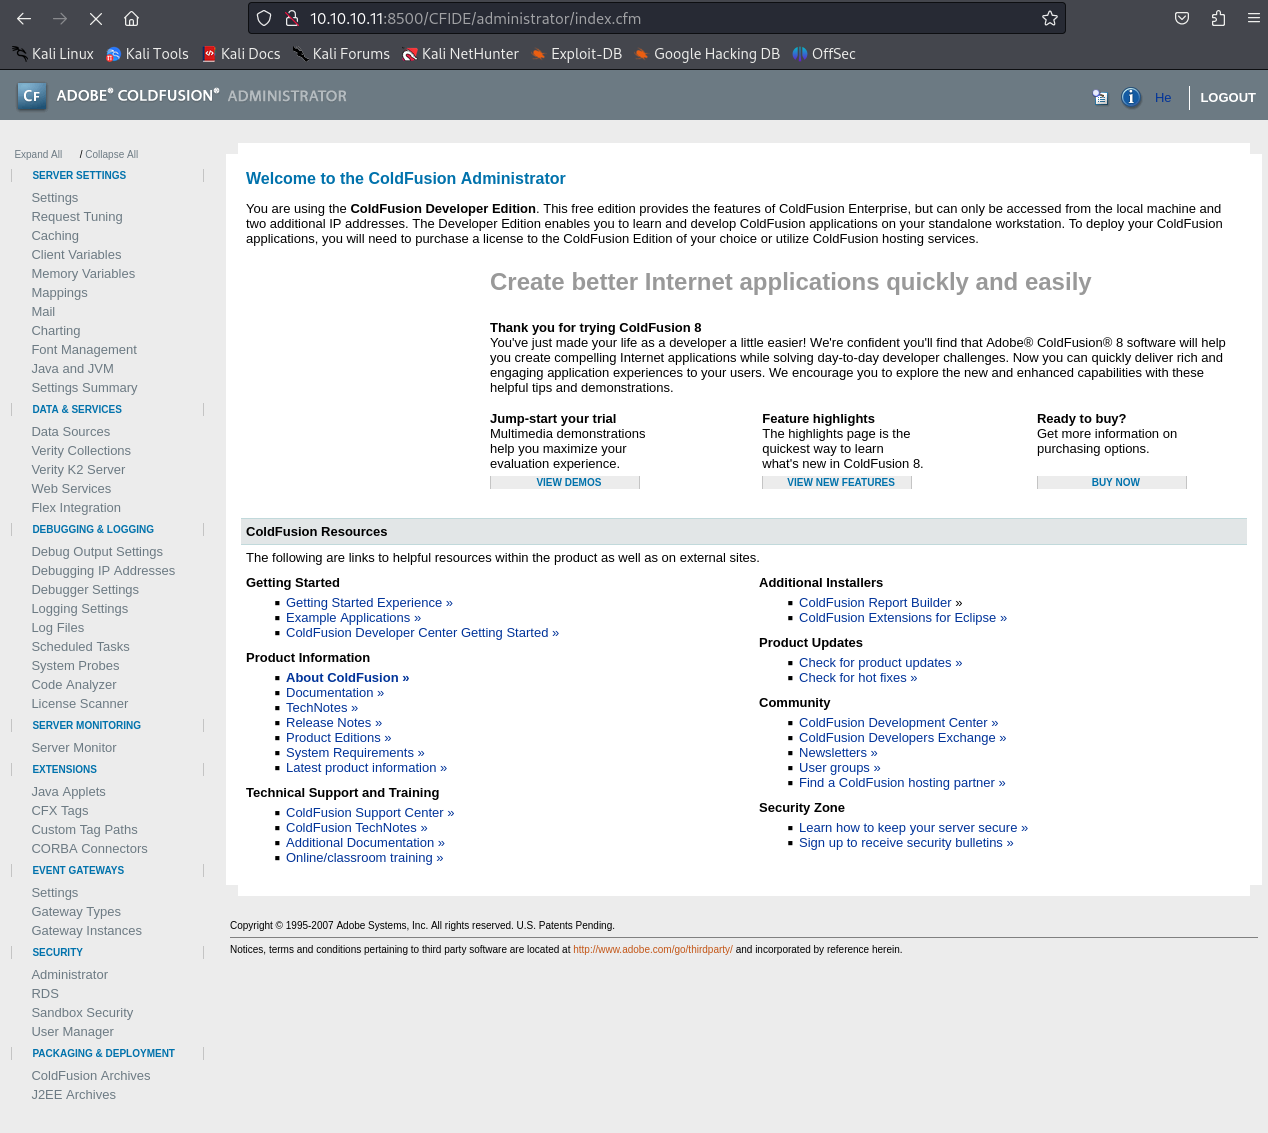 10.10.10.11:8500/CFIDE/administrator/index.cfm
Kali Linux Kali Tools Kali Docs Kali Forums Kali NetHunter Exploit-DB Google Hacking DB OffSec
CF ADOBE® COLDFUSION® ADMINISTRATOR
He LOGOUT
Expand All / Collapse All
SERVER SETTINGS
Settings
Request Tuning
Caching
Client Variables
Memory Variables
Mappings
Mail
Charting
Font Management
Java and JVM
Settings Summary
DATA & SERVICES
Data Sources
Verity Collections
Verity K2 Server
Web Services
Flex Integration
DEBUGGING & LOGGING
Debug Output Settings
Debugging IP Addresses
Debugger Settings
Logging Settings
Log Files
Scheduled Tasks
System Probes
Code Analyzer
License Scanner
SERVER MONITORING
Server Monitor
EXTENSIONS
Java Applets
CFX Tags
Custom Tag Paths
CORBA Connectors
EVENT GATEWAYS
Settings
Gateway Types
Gateway Instances
SECURITY
Administrator
RDS
Sandbox Security
User Manager
PACKAGING & DEPLOYMENT
ColdFusion Archives
J2EE Archives
Welcome to the ColdFusion Administrator
You are using the ColdFusion Developer Edition. This free edition provides the features of ColdFusion Enterprise, but can only be accessed from the local machine and
two additional IP addresses. The Developer Edition enables you to learn and develop ColdFusion applications on your standalone workstation. To deploy your ColdFusion
applications, you will need to purchase a license to the ColdFusion Edition of your choice or utilize ColdFusion hosting services.
Create better Internet applications quickly and easily
Thank you for trying ColdFusion 8
You've just made your life as a developer a little easier! We're confident you'll find that Adobe® ColdFusion® 8 software will help
you create compelling Internet applications while solving day-to-day developer challenges. Now you can quickly deliver rich and
engaging application experiences to your users. We encourage you to explore the new and enhanced capabilities with these
helpful tips and demonstrations.
Jump-start your trial
Multimedia demonstrations
help you maximize your
evaluation experience.
VIEW DEMOS
Feature highlights
The highlights page is the
quickest way to learn
what's new in ColdFusion 8.
VIEW NEW FEATURES
Ready to buy?
Get more information on
purchasing options.
BUY NOW
ColdFusion Resources
The following are links to helpful resources within the product as well as on external sites.
Getting Started
Getting Started Experience »
Example Applications »
ColdFusion Developer Center Getting Started »
Product Information
About ColdFusion »
Documentation »
TechNotes »
Release Notes »
Product Editions »
System Requirements »
Latest product information »
Technical Support and Training
ColdFusion Support Center »
ColdFusion TechNotes »
Additional Documentation »
Online/classroom training »
Additional Installers
ColdFusion Report Builder »
ColdFusion Extensions for Eclipse »
Product Updates
Check for product updates »
Check for hot fixes »
Community
ColdFusion Development Center »
ColdFusion Developers Exchange »
Newsletters »
User groups »
Find a ColdFusion hosting partner »
Security Zone
Learn how to keep your server secure »
Sign up to receive security bulletins »
Copyright © 1995-2007 Adobe Systems, Inc. All rights reserved. U.S. Patents Pending.
Notices, terms and conditions pertaining to third party software are located at http://www.adobe.com/go/thirdparty/ and incorporated by reference herein.